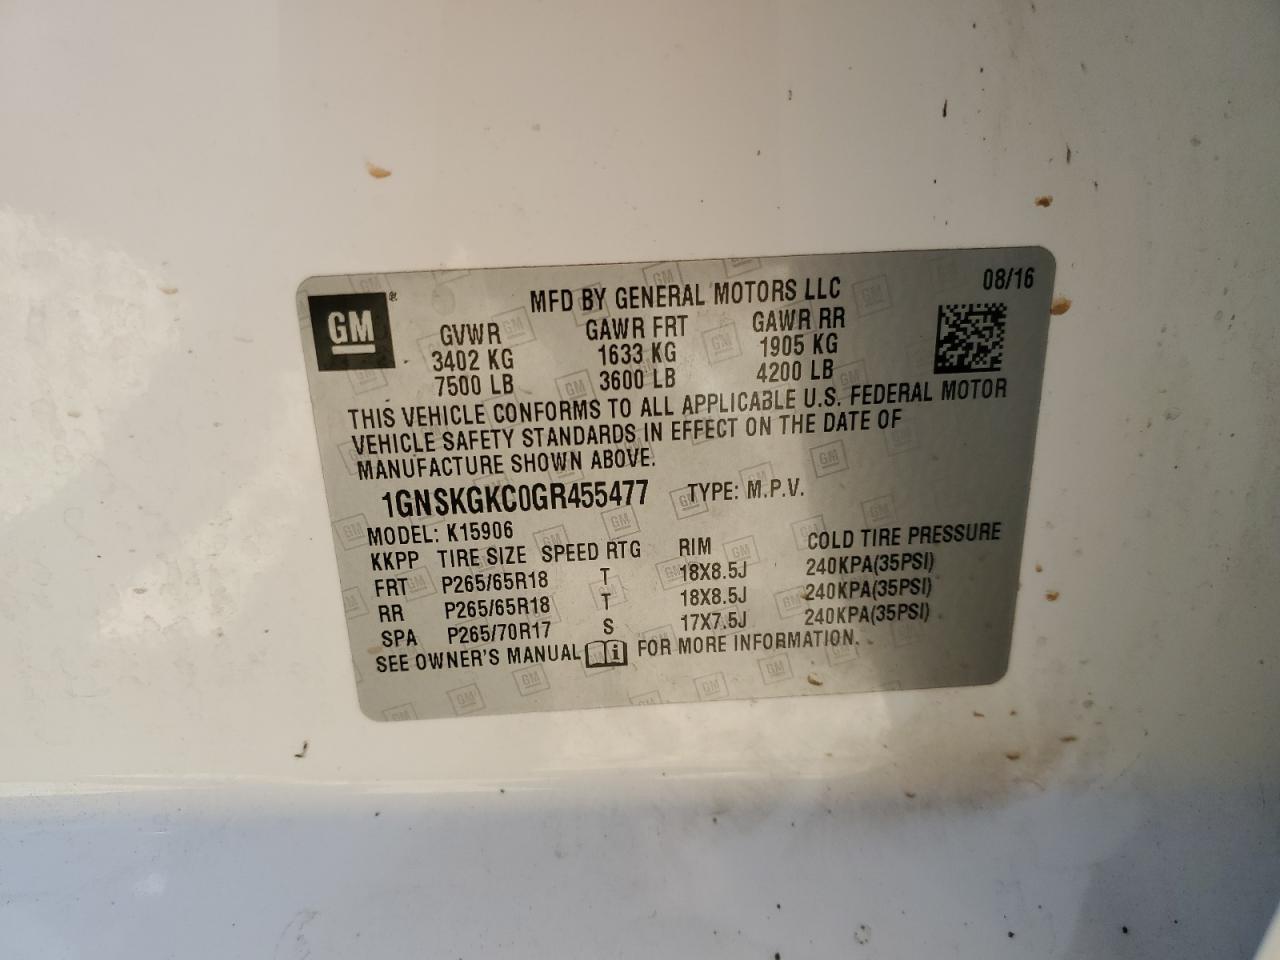 GM®
MFD BY GENERAL MOTORS LLC 08/16
GVWR GAWR FRT GAWR RR
3402 KG 1633 KG 1905 KG
7500 LB 3600 LB 4200 LB
THIS VEHICLE CONFORMS TO ALL APPLICABLE U.S. FEDERAL MOTOR
VEHICLE SAFETY STANDARDS IN EFFECT ON THE DATE OF
MANUFACTURE SHOWN ABOVE.
1GNSKGKC0GR455477 TYPE: M.P.V.
MODEL: K15906
KKPP TIRE SIZE SPEED RTG RIM COLD TIRE PRESSURE
FRT P265/65R18 T 18X8.5J 240KPA(35PSI)
RR P265/65R18 T 18X8.5J 240KPA(35PSI)
SPA P265/70R17 S 17X7.5J 240KPA(35PSI)
SEE OWNER'S MANUAL i FOR MORE INFORMATION.